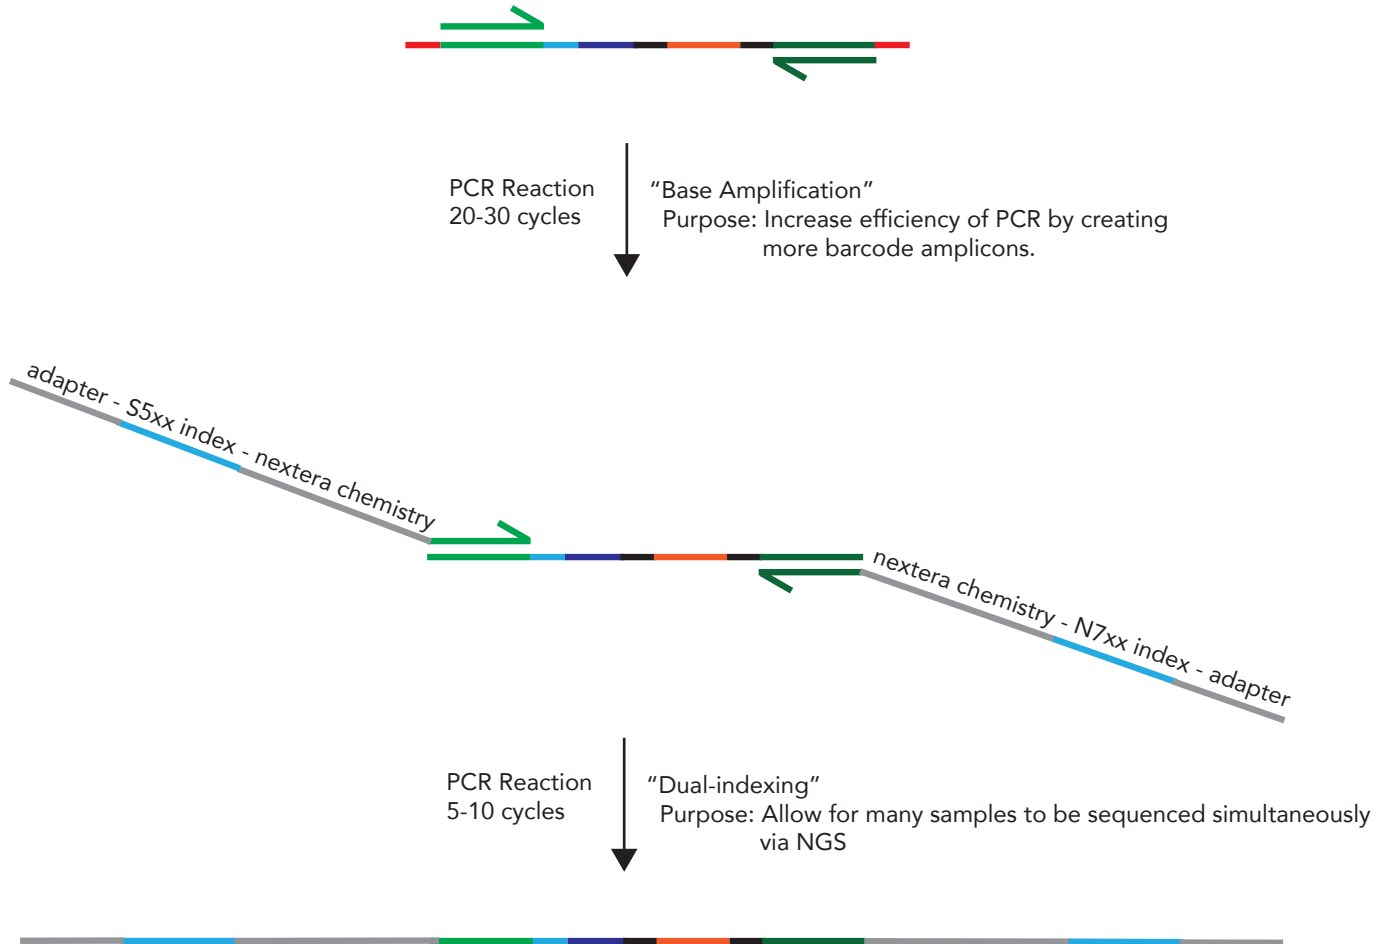 PCR Reaction
20-30 cycles
“Base Amplification”
Purpose: Increase efficiency of PCR by creating
more barcode amplicons.
adapter - S5xx index - nextera chemistry
nextera chemistry - N7xx index - adapter
PCR Reaction
5-10 cycles
“Dual-indexing”
Purpose: Allow for many samples to be sequenced simultaneously
via NGS